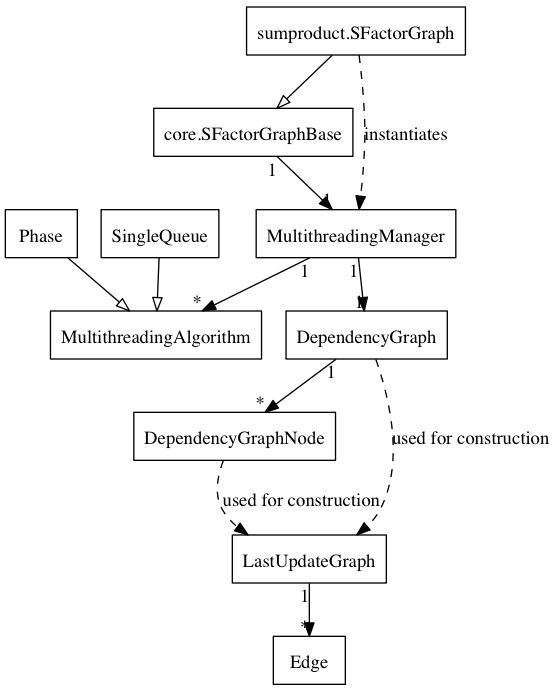 sumproduct.SFactorGraph
core.SFactorGraphBase
instantiates
1
1
Phase
SingleQueue
MultithreadingManager
1
1
*
1
MultithreadingAlgorithm
DependencyGraph
1
*
DependencyGraphNode
used for construction
used for construction
LastUpdateGraph
1
*
Edge